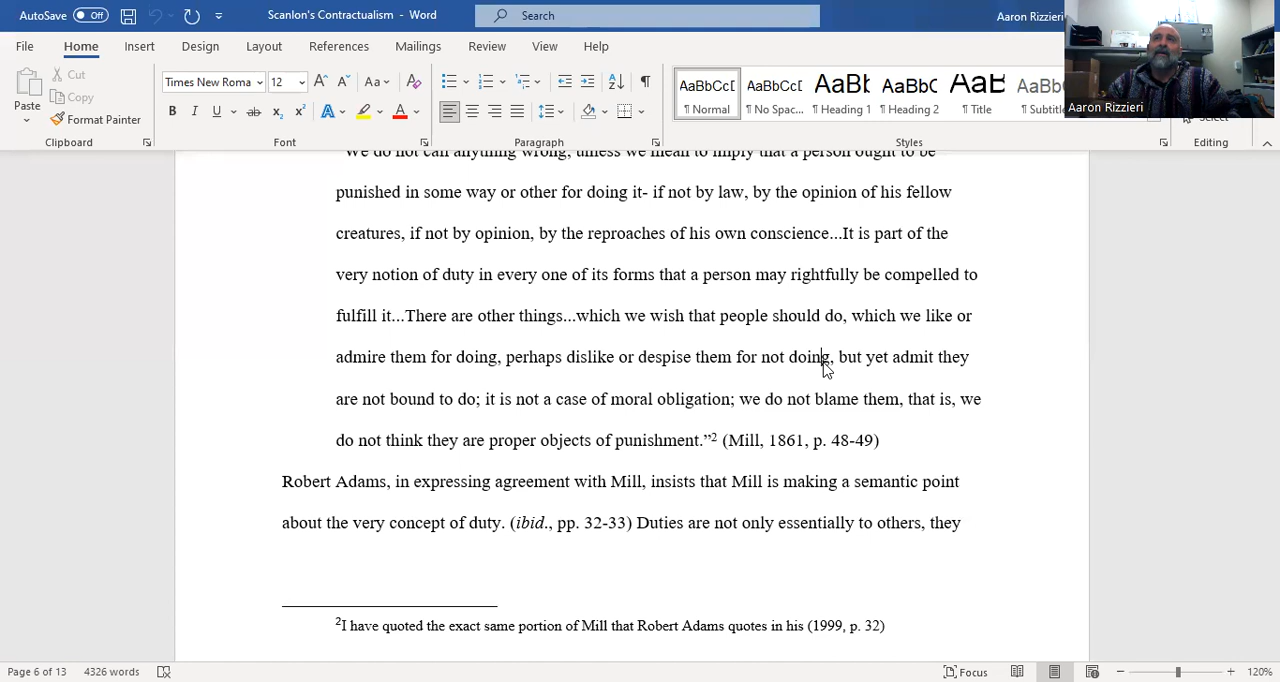 AutoSave Off
Scanlon's Contractualism - Word
Search
Aaron Rizzieri
File Home Insert Design Layout References Mailings Review View Help
Paste
Cut
Copy
Format Painter
Clipboard
Times New Roma 12
Aa
B I U ab x₂ x² A A
Font
Paragraph
AaBbCcI AaBbCcI AaBb AaBbC AaBb AaBbC
¶ Normal ¶ No Spac... ¶ Heading 1 ¶ Heading 2 ¶ Title ¶ Subtitle
Styles
Select
Editing
Aaron Rizzieri
"We do not call anything wrong, unless we mean to imply that a person ought to be
punished in some way or other for doing it- if not by law, by the opinion of his fellow
creatures, if not by opinion, by the reproaches of his own conscience...It is part of the
very notion of duty in every one of its forms that a person may rightfully be compelled to
fulfill it...There are other things...which we wish that people should do, which we like or
admire them for doing, perhaps dislike or despise them for not doing, but yet admit they
are not bound to do; it is not a case of moral obligation; we do not blame them, that is, we
do not think they are proper objects of punishment.”² (Mill, 1861, p. 48-49)
Robert Adams, in expressing agreement with Mill, insists that Mill is making a semantic point
about the very concept of duty. (ibid., pp. 32-33) Duties are not only essentially to others, they
²I have quoted the exact same portion of Mill that Robert Adams quotes in his (1999, p. 32)
Page 6 of 13 4326 words
Focus
120%